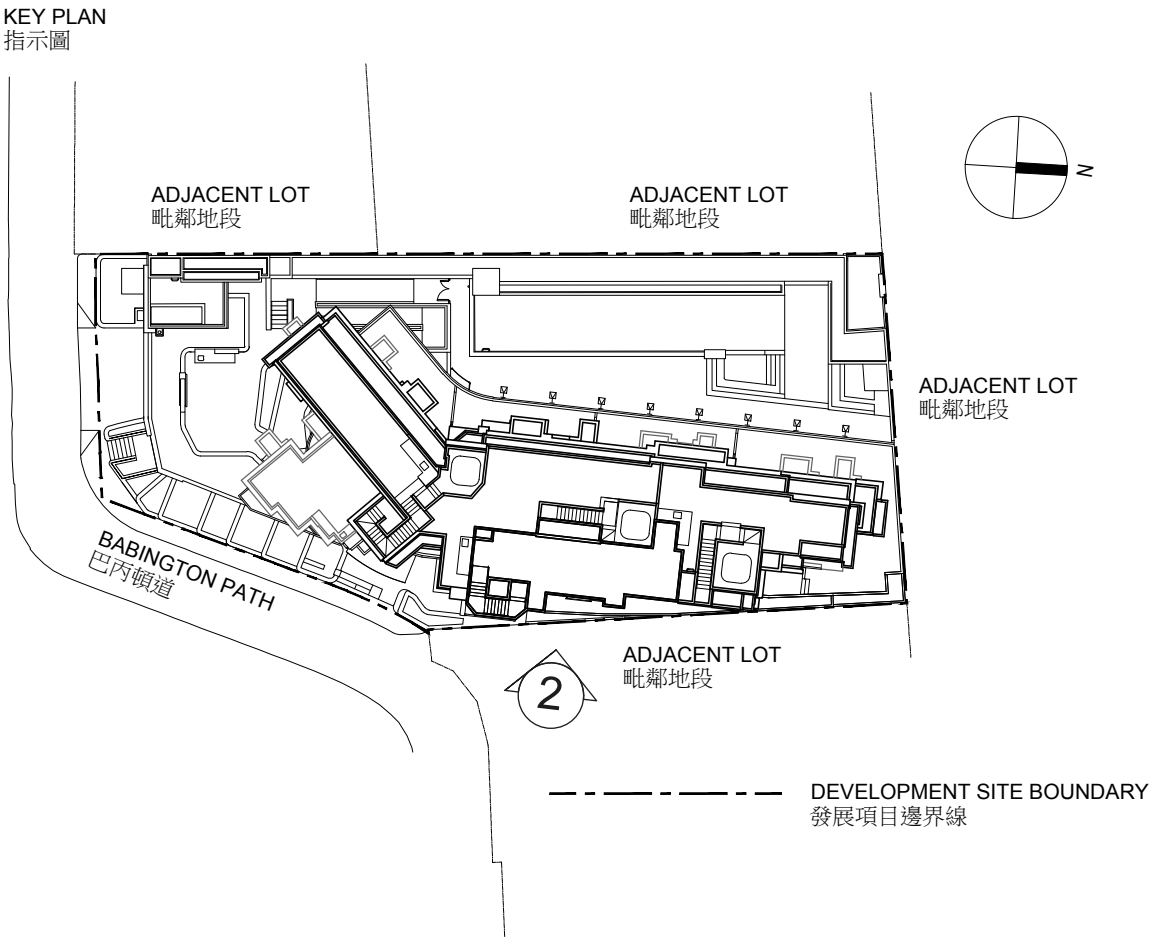 KEY PLAN
指示圖
ADJACENT LOT
毗鄰地段
ADJACENT LOT
毗鄰地段
N
ADJACENT LOT
毗鄰地段
BABINGTON PATH
巴丙頓道
ADJACENT LOT
毗鄰地段
2
DEVELOPMENT SITE BOUNDARY
發展項目邊界線